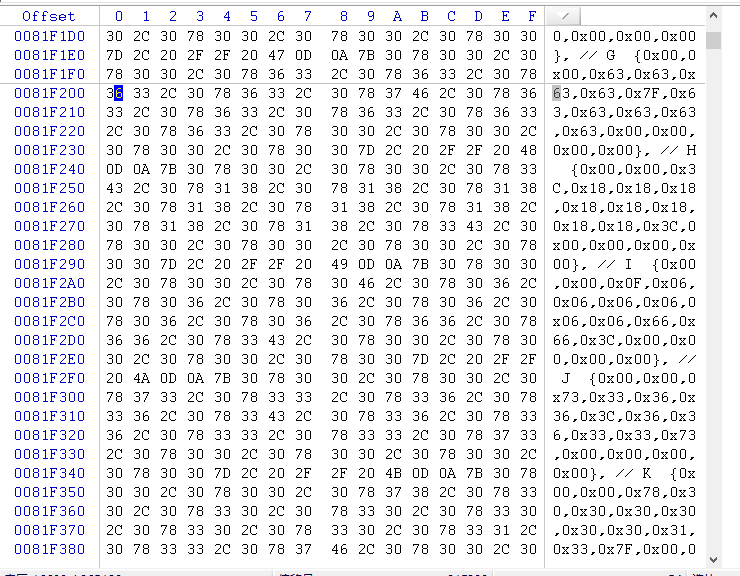 Offset 0 1 2 3 4 5 6 7 8 9 A B C D E F
0081F1D0 30 2C 30 78 30 30 2C 30 78 30 30 2C 30 78 30 30 0,0x00,0x00,0x00
0081F1E0 7D 2C 20 2F 2F 20 47 0D 0A 7B 30 78 30 30 2C 30 }, // G {0x00,0
0081F1F0 78 30 30 2C 30 78 36 33 2C 30 78 36 33 2C 30 78 x00,0x63,0x63,0x
0081F200 36 33 2C 30 78 36 33 2C 30 78 37 46 2C 30 78 36 63,0x63,0x7F,0x6
0081F210 33 2C 30 78 36 33 2C 30 78 36 33 2C 30 78 36 33 3,0x63,0x63,0x63
0081F220 2C 30 78 36 33 2C 30 78 30 30 2C 30 78 30 30 2C ,0x63,0x00,0x00,
0081F230 30 78 30 30 2C 30 78 30 30 7D 2C 20 2F 2F 20 48 0x00,0x00}, // H
0081F240 0D 0A 7B 30 78 30 30 2C 30 78 30 30 2C 30 78 33 {0x00,0x00,0x3
0081F250 43 2C 30 78 31 38 2C 30 78 31 38 2C 30 78 31 38 C,0x18,0x18,0x18
0081F260 2C 30 78 31 38 2C 30 78 31 38 2C 30 78 31 38 2C ,0x18,0x18,0x18,
0081F270 30 78 31 38 2C 30 78 31 38 2C 30 78 33 43 2C 30 0x18,0x18,0x3C,0
0081F280 78 30 30 2C 30 78 30 30 2C 30 78 30 30 2C 30 78 x00,0x00,0x00,0x
0081F290 30 30 7D 2C 20 2F 2F 20 49 0D 0A 7B 30 78 30 30 00}, // I {0x00
0081F2A0 2C 30 78 30 30 2C 30 78 30 46 2C 30 78 30 36 2C ,0x00,0x0F,0x06,
0081F2B0 30 78 30 36 2C 30 78 30 36 2C 30 78 30 36 2C 30 0x06,0x06,0x06,0
0081F2C0 78 30 36 2C 30 78 30 36 2C 30 78 36 36 2C 30 78 x06,0x06,0x66,0x
0081F2D0 36 36 2C 30 78 33 43 2C 30 78 30 30 2C 30 78 30 66,0x3C,0x00,0x0
0081F2E0 30 2C 30 78 30 30 2C 30 78 30 30 7D 2C 20 2F 2F 0,0x00,0x00}, //
0081F2F0 20 4A 0D 0A 7B 30 78 30 30 2C 30 78 30 30 2C 30 J {0x00,0x00,0
0081F300 78 37 33 2C 30 78 33 33 2C 30 78 33 36 2C 30 78 x73,0x33,0x36,0x
0081F310 33 36 2C 30 78 33 43 2C 30 78 33 36 2C 30 78 33 36,0x3C,0x36,0x3
0081F320 36 2C 30 78 33 33 2C 30 78 33 33 2C 30 78 37 33 6,0x33,0x33,0x73
0081F330 2C 30 78 30 30 2C 30 78 30 30 2C 30 78 30 30 2C ,0x00,0x00,0x00,
0081F340 30 78 30 30 7D 2C 20 2F 2F 20 4B 0D 0A 7B 30 78 0x00}, // K {0x
0081F350 30 30 2C 30 78 30 30 2C 30 78 37 38 2C 30 78 33 00,0x00,0x78,0x3
0081F360 30 2C 30 78 33 30 2C 30 78 33 30 2C 30 78 33 30 0,0x30,0x30,0x30
0081F370 2C 30 78 33 30 2C 30 78 33 30 2C 30 78 33 31 2C ,0x30,0x30,0x31,
0081F380 30 78 33 33 2C 30 78 37 46 2C 30 78 30 30 2C 30 0x33,0x7F,0x00,0